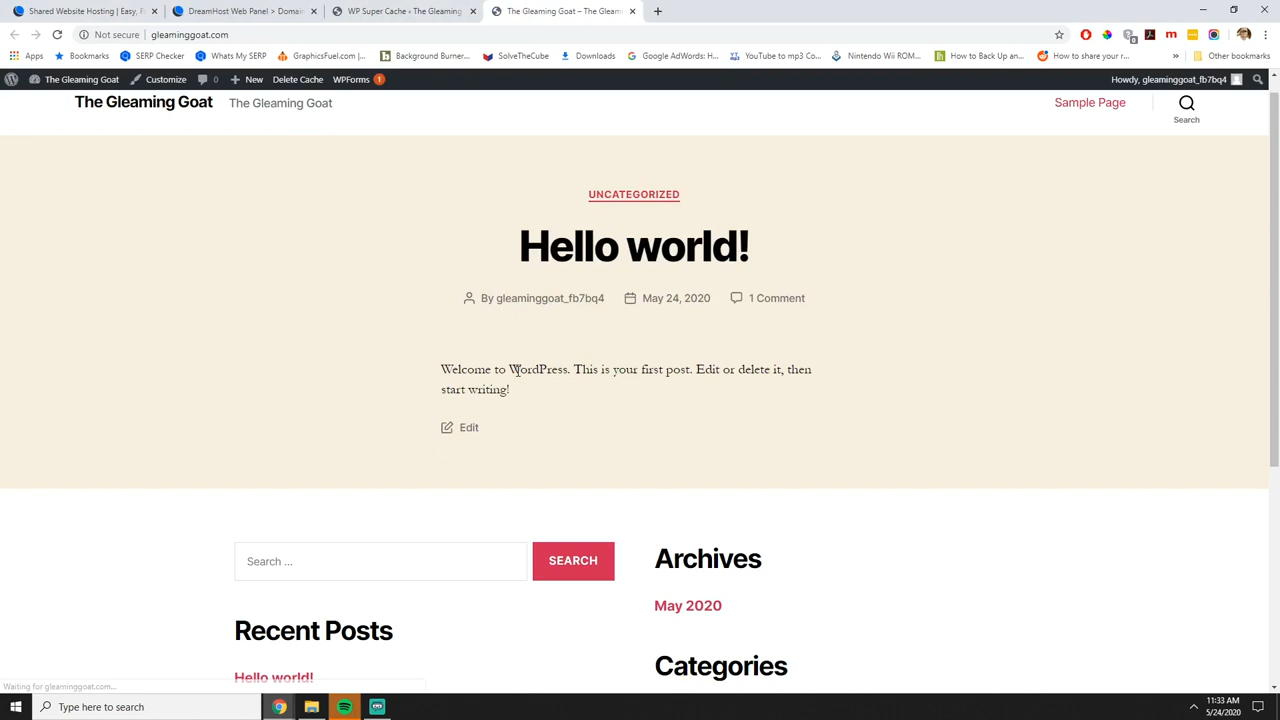 Shared Website Hosting | Easy, F
DreamHost Web Panel > Domain
WP Super Cache ‹ The Gleaming
The Gleaming Goat – The Gleam
Not secure | gleaminggoat.com
Apps
Bookmarks
SERP Checker
Whats My SERP
GraphicsFuel.com |...
Background Burner...
SolveTheCube
Downloads
Google AdWords: H...
YouTube to mp3 Co...
Nintendo Wii ROM...
How to Back Up an...
How to share your r...
»
Other bookmarks
The Gleaming Goat
Customize
0
New
Delete Cache
WPForms 1
Howdy, gleaminggoat_fb7bq4
The Gleaming Goat
The Gleaming Goat
Sample Page
Search
UNCATEGORIZED
Hello world!
By gleaminggoat_fb7bq4
May 24, 2020
1 Comment
Welcome to WordPress. This is your first post. Edit or delete it, then
start writing!
Edit
Search ...
SEARCH
Archives
May 2020
Recent Posts
Categories
Hello world!
Waiting for gleaminggoat.com...
Type here to search
11:33 AM
5/24/2020